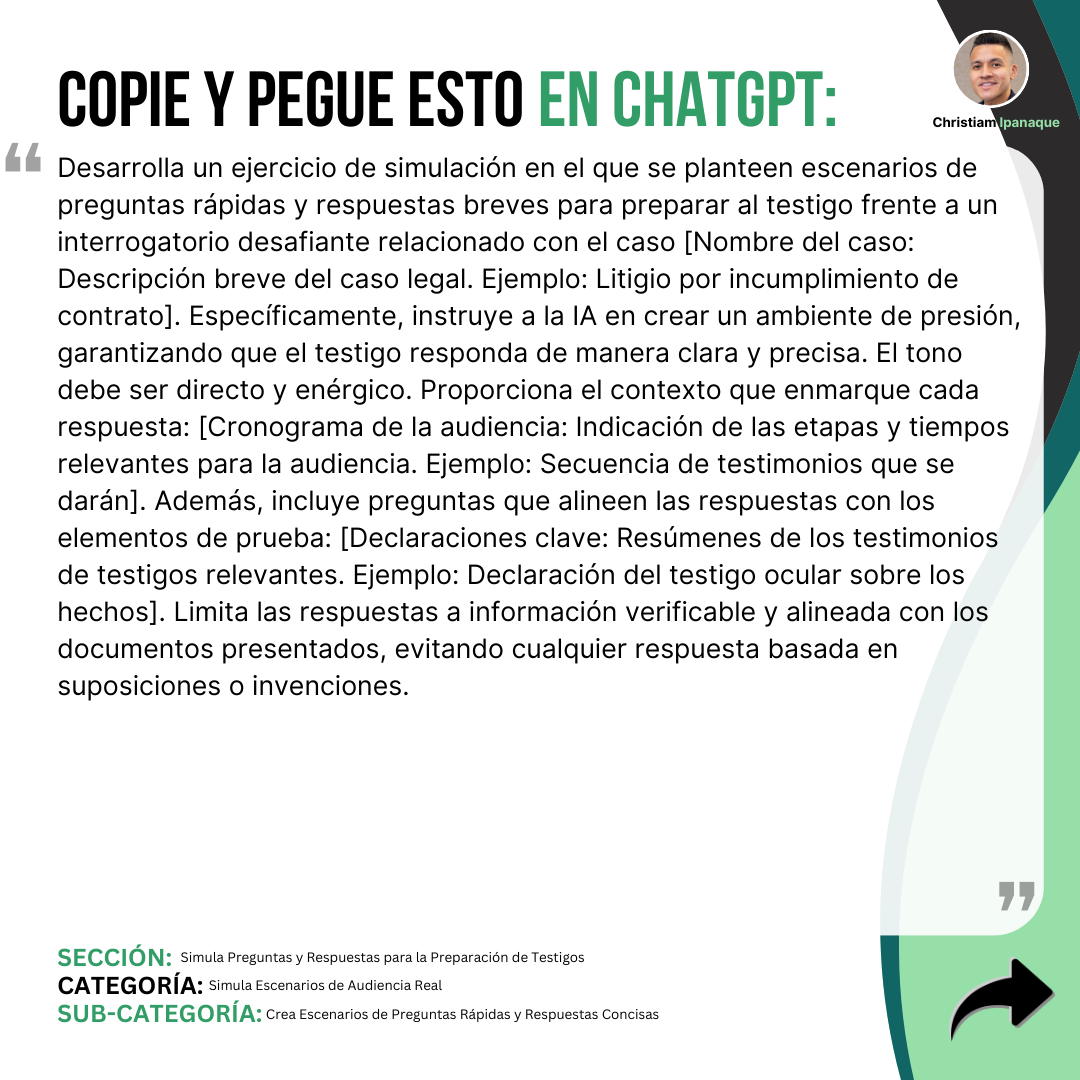 COPIE Y PEGUE ESTO EN CHATGPT:
Christiam Ipanaque
“
Desarrolla un ejercicio de simulación en el que se planteen escenarios de
preguntas rápidas y respuestas breves para preparar al testigo frente a un
interrogatorio desafiante relacionado con el caso [Nombre del caso:
Descripción breve del caso legal. Ejemplo: Litigio por incumplimiento de
contrato]. Específicamente, instruye a la IA en crear un ambiente de presión,
garantizando que el testigo responda de manera clara y precisa. El tono
debe ser directo y enérgico. Proporciona el contexto que enmarque cada
respuesta: [Cronograma de la audiencia: Indicación de las etapas y tiempos
relevantes para la audiencia. Ejemplo: Secuencia de testimonios que se
darán]. Además, incluye preguntas que alineen las respuestas con los
elementos de prueba: [Declaraciones clave: Resúmenes de los testimonios
de testigos relevantes. Ejemplo: Declaración del testigo ocular sobre los
hechos]. Limita las respuestas a información verificable y alineada con los
documentos presentados, evitando cualquier respuesta basada en
suposiciones o invenciones.
”
SECCIÓN: Simula Preguntas y Respuestas para la Preparación de Testigos
CATEGORÍA: Simula Escenarios de Audiencia Real
SUB-CATEGORÍA: Crea Escenarios de Preguntas Rápidas y Respuestas Concisas